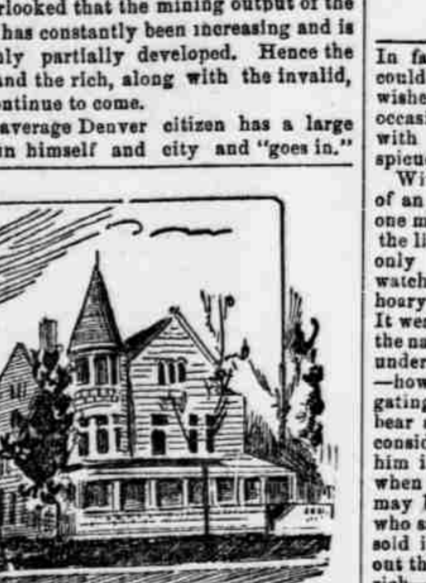 rlooked that the mining output of the
has constantly been increasing and is
ly partially developed. Hence the
nd the rich, along with the invalid,
ntinue to come.
average Denver citizen has a large
n himself and city and "goes in."
In fa
could
wishe
occasi
with
spicu
Wi
of an
one m
the li
only
watch
hoary
It wer
the na
under
—how
gating
bear
consid
him i
when
may
who s
sold i
out th